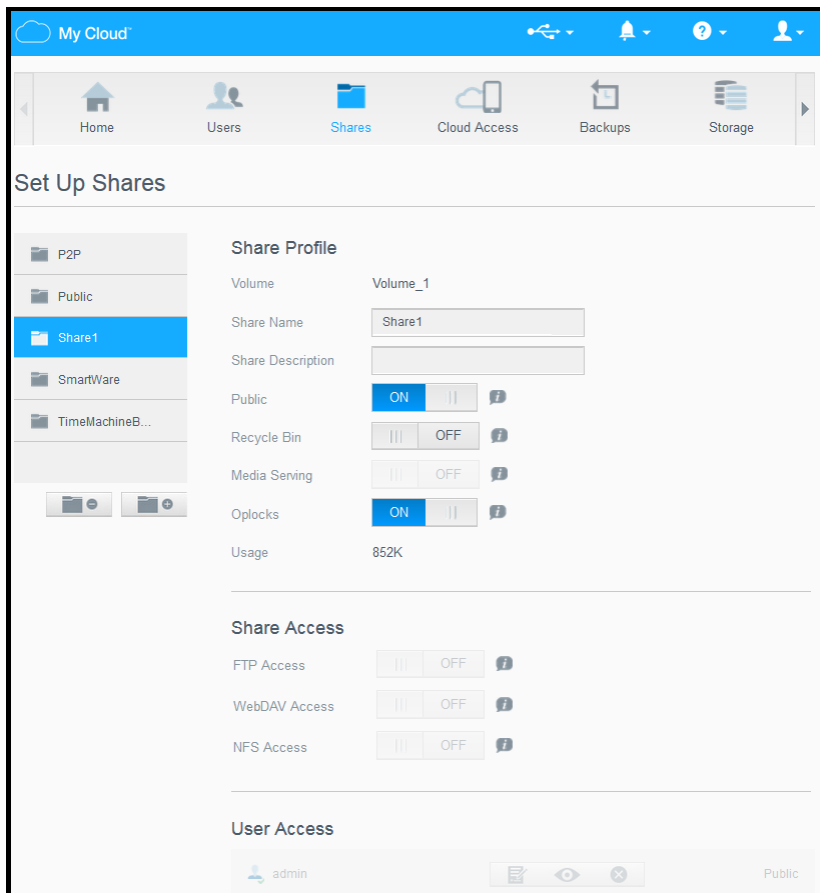 My Cloud™
Home
Users
Shares
Cloud Access
Backups
Storage
Set Up Shares
P2P
Public
Share1
SmartWare
TimeMachineB...
Share Profile
Volume Volume_1
Share Name Share1
Share Description
Public ON
Recycle Bin OFF
Media Serving OFF
Oplocks ON
Usage 852K
Share Access
FTP Access OFF
WebDAV Access OFF
NFS Access OFF
User Access
admin Public